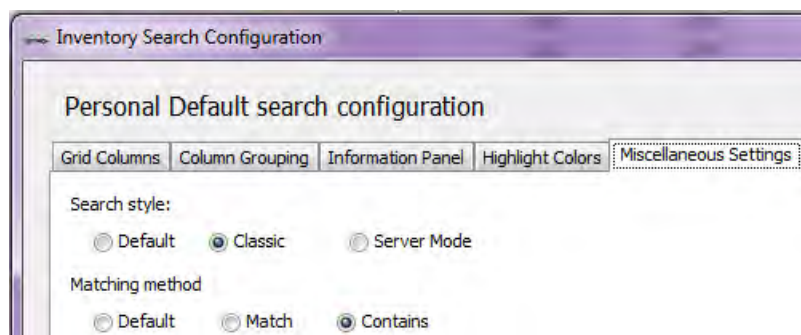 Inventory Search Configuration
Personal Default search configuration
Grid Columns Column Grouping Information Panel Highlight Colors Miscellaneous Settings
Search style:
Default Classic Server Mode
Matching method
Default Match Contains